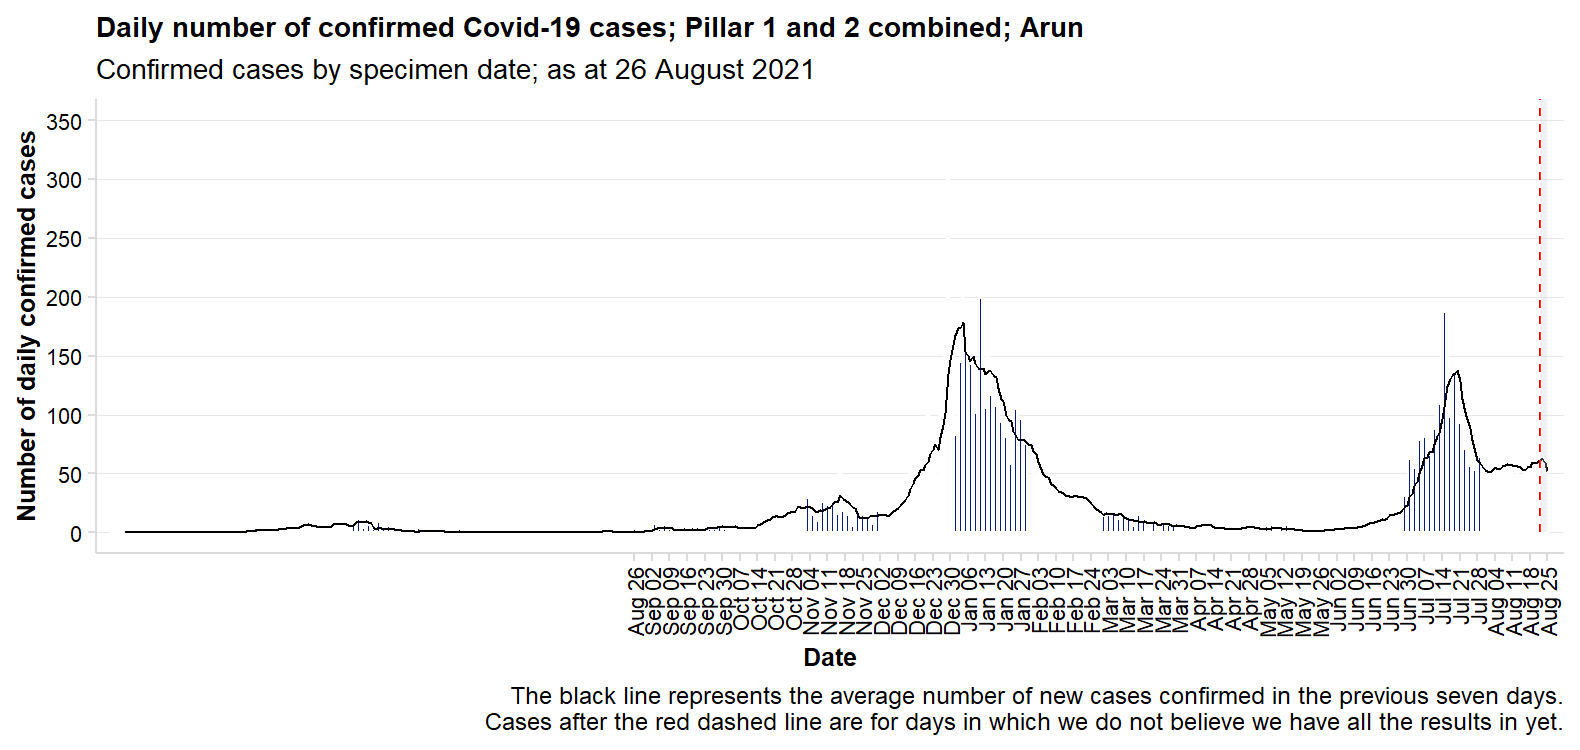 Daily number of confirmed Covid-19 cases; Pillar 1 and 2 combined; Arun
Confirmed cases by specimen date; as at 26 August 2021
Number of daily confirmed cases
350
300
250
200
150
100
50
0
Aug 26
Sep 02
Sep 09
Sep 16
Sep 23
Sep 30
Oct 07
Oct 14
Oct 21
Oct 28
Nov 04
Nov 11
Nov 18
Nov 25
Dec 02
Dec 09
Dec 16
Dec 23
Dec 30
Jan 06
Jan 13
Jan 20
Jan 27
Feb 03
Feb 10
Feb 17
Feb 24
Mar 03
Mar 10
Mar 17
Mar 24
Mar 31
Apr 07
Apr 14
Apr 21
Apr 28
May 05
May 12
May 19
May 26
Jun 02
Jun 09
Jun 16
Jun 23
Jun 30
Jul 07
Jul 14
Jul 21
Jul 28
Aug 04
Aug 11
Aug 18
Aug 25
Date
The black line represents the average number of new cases confirmed in the previous seven days.
Cases after the red dashed line are for days in which we do not believe we have all the results in yet.